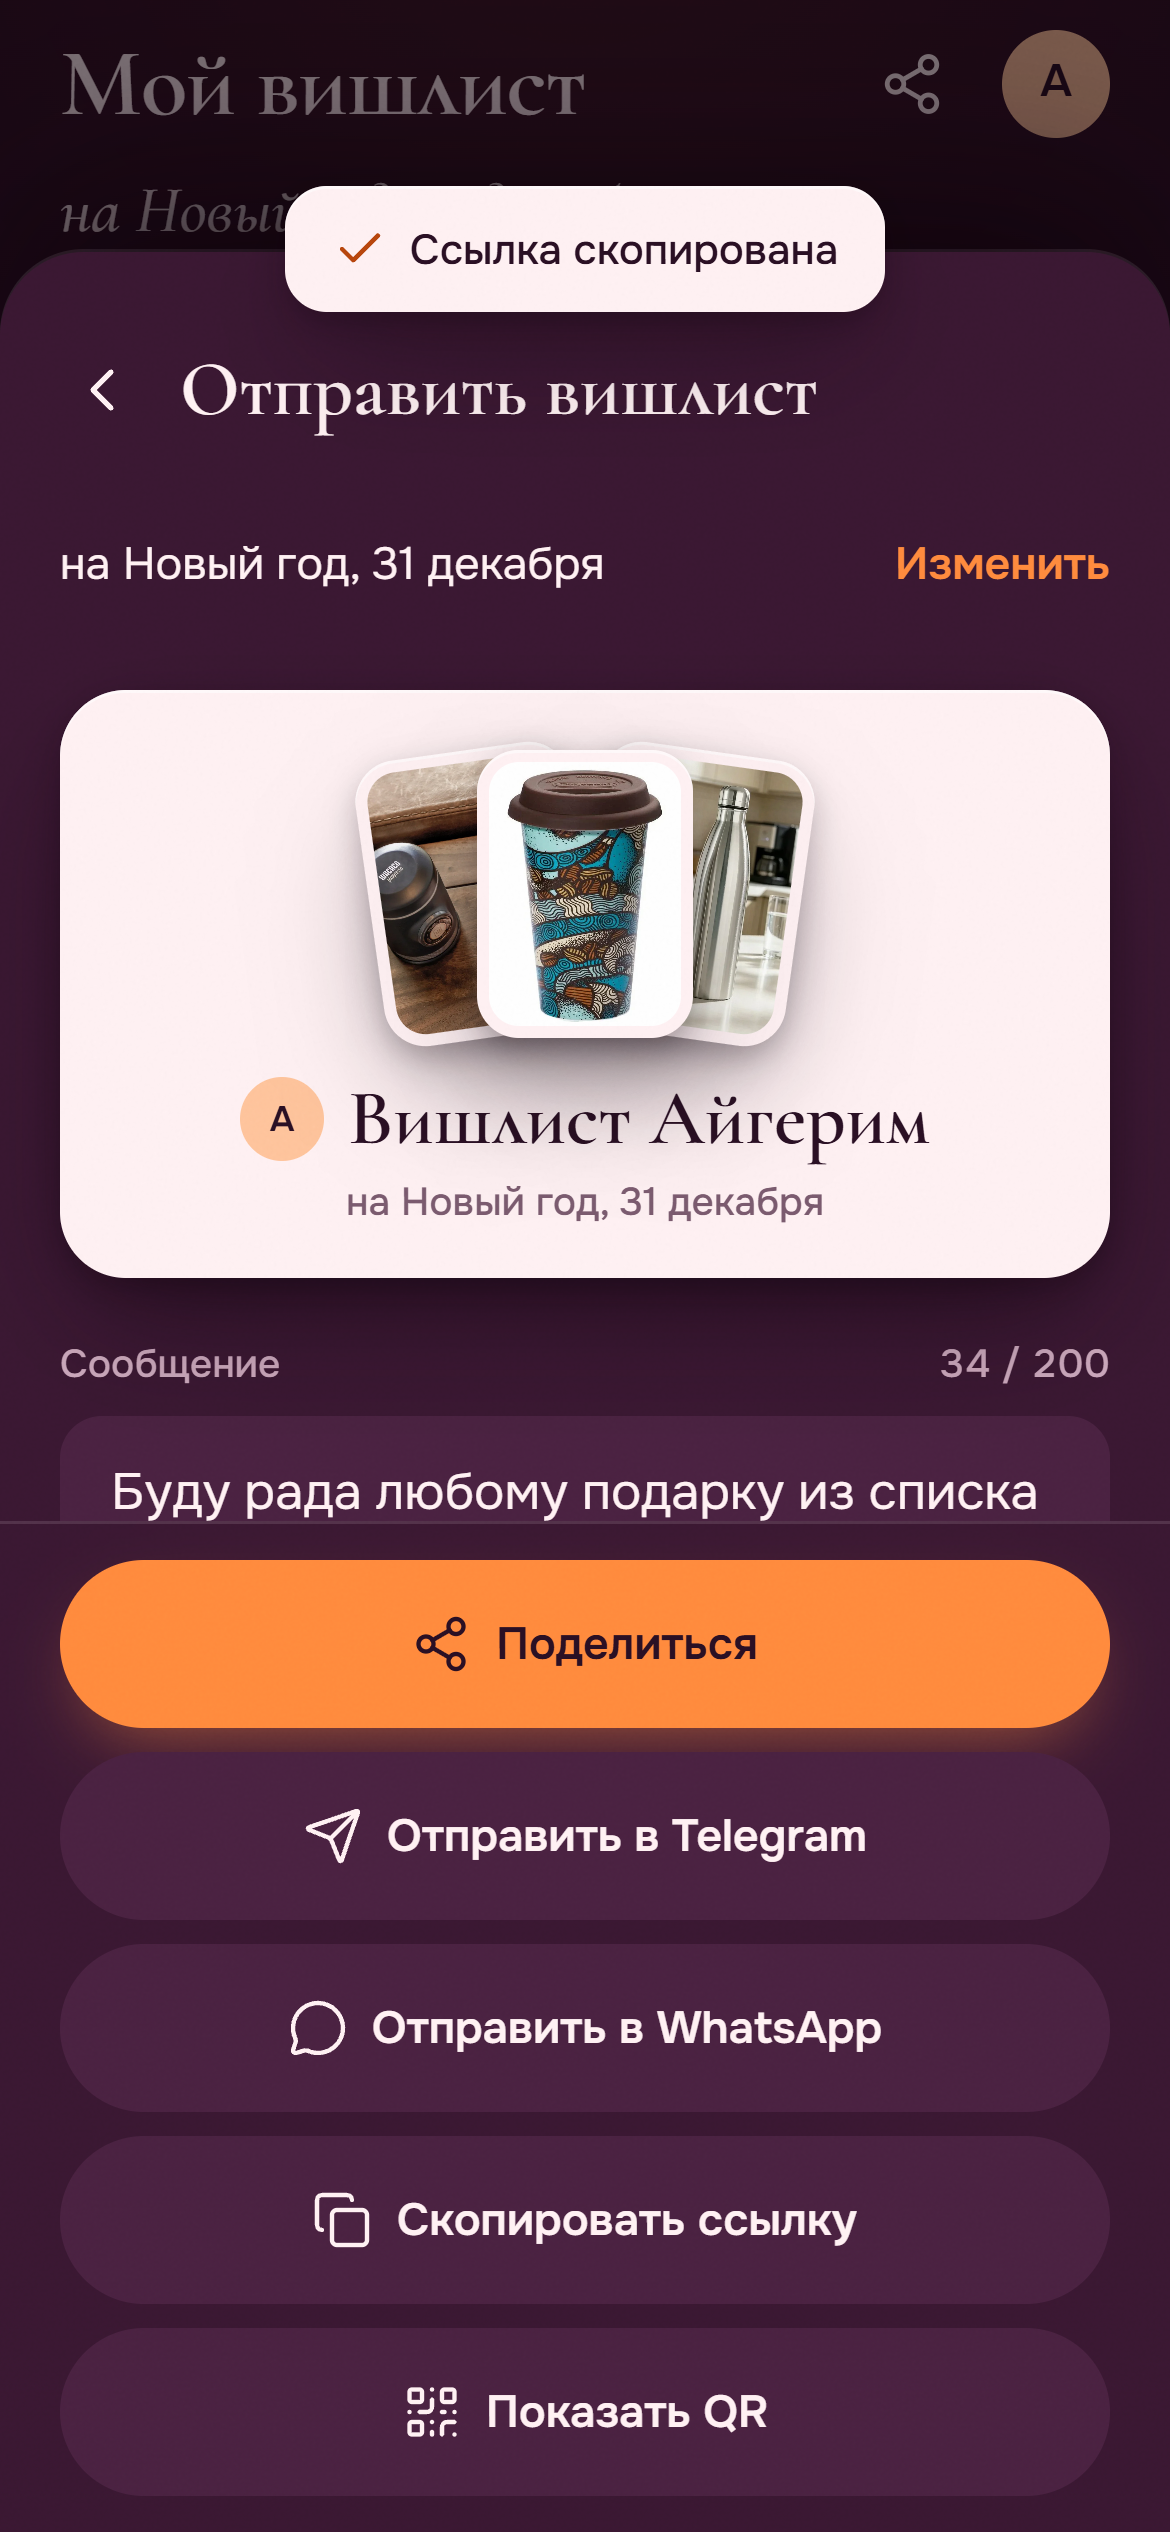 Мой вишлист
А
на Новый
Ссылка скопирована
Отправить вишлист
на Новый год, 31 декабря
Изменить
А
Вишлист Айгерим
на Новый год, 31 декабря
Сообщение
34 / 200
Буду рада любому подарку из списка
Поделиться
Отправить в Telegram
Отправить в WhatsApp
Скопировать ссылку
Показать QR